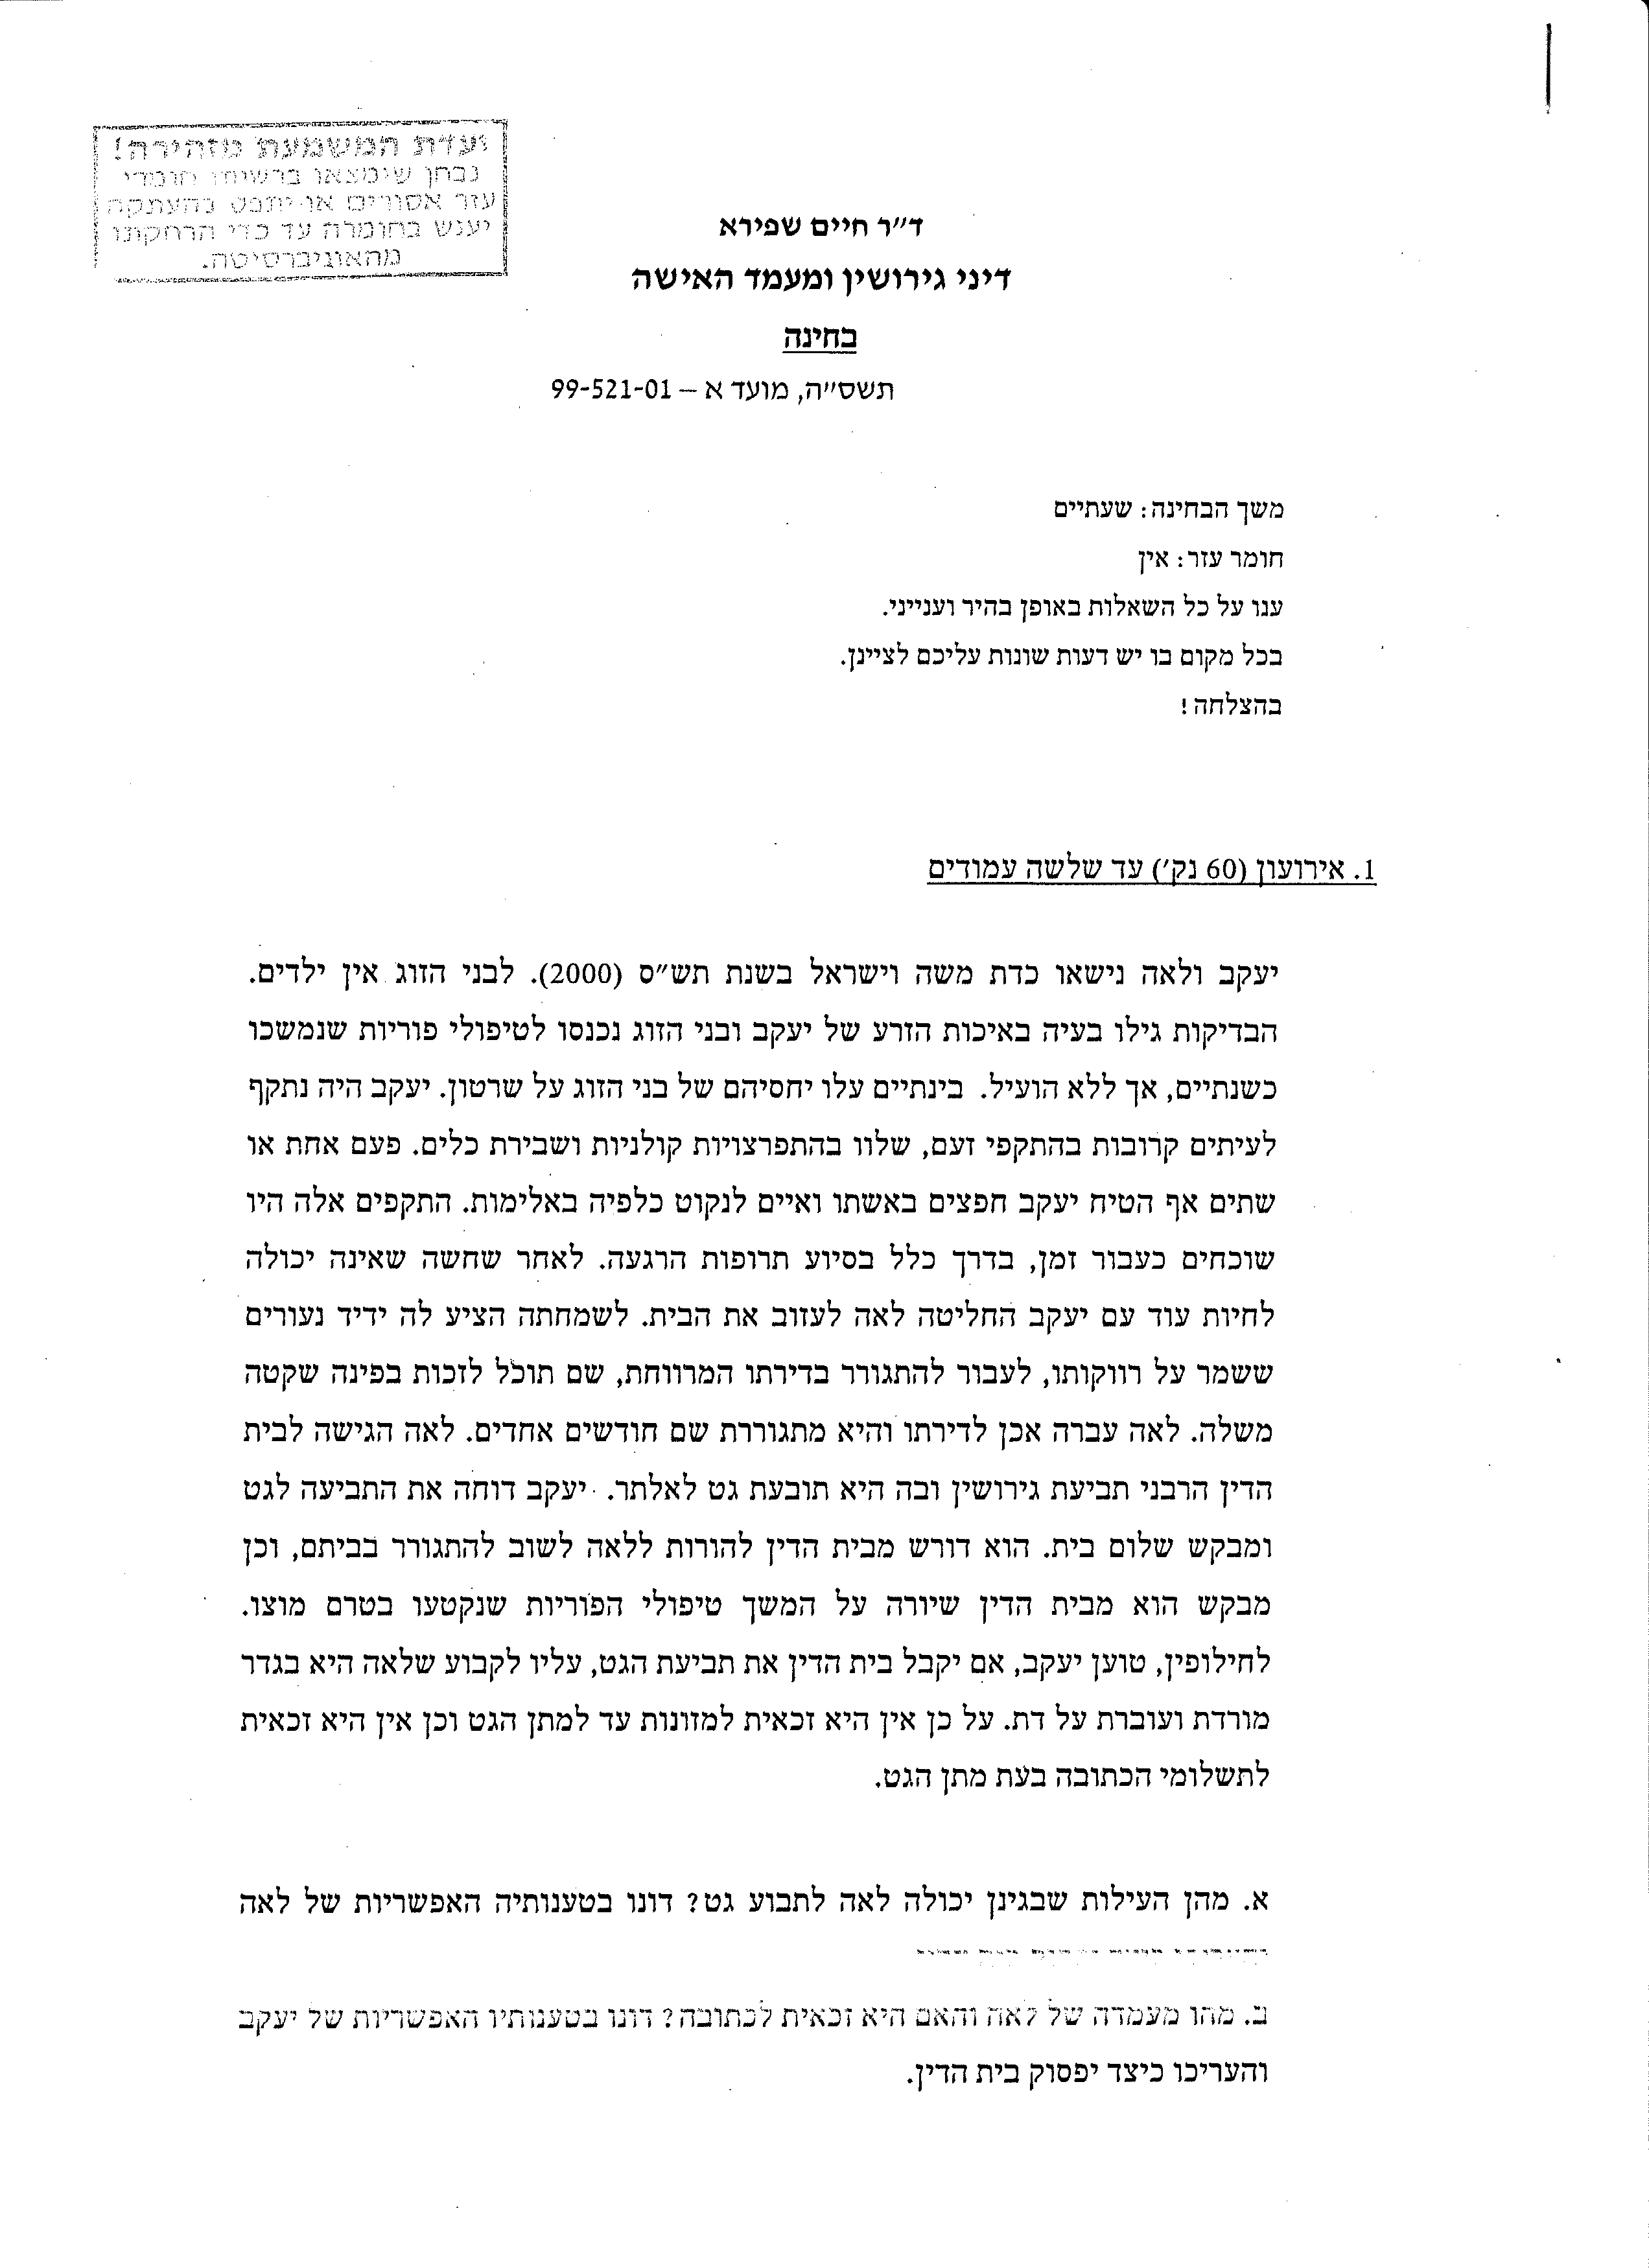 ועדת המשמעת מזהירה!
נבחן שימצאו ברשותו חומרי
עזר אסורים או יתפס בהעתקה
יענש בחומרה עד כדי הרחקתו
מהאוניברסיטה.
ד״ר חיים שפירא
דיני גירושין ומעמד האישה
בחינה
תשס״ה, מועד א – 99-521-01
משך הבחינה: שעתיים
חומר עזר: אין
ענו על כל השאלות באופן בהיר וענייני.
בכל מקום בו יש דעות שונות עליכם לציינן.
בהצלחה!
1. אירועון (60 נק׳) עד שלשה עמודים
יעקב ולאה נישאו כדת משה וישראל בשנת תש״ס (2000). לבני הזוג אין ילדים.
הבדיקות גילו בעיה באיכות הזרע של יעקב ובני הזוג נכנסו לטיפולי פוריות שנמשכו
כשנתיים, אך ללא הועיל. בינתיים עלו יחסיהם של בני הזוג על שרטון. יעקב היה נתקף
לעיתים קרובות בהתקפי זעם, שלוו בהתפרצויות קולניות ושבירת כלים. פעם אחת או
שתים אף הטיח יעקב חפצים באשתו ואיים לנקוט כלפיה באלימות. התקפים אלה היו
שוכחים כעבור זמן, בדרך כלל בסיוע תרופות הרגעה. לאחר שחשה שאינה יכולה
לחיות עוד עם יעקב החליטה לאה לעזוב את הבית. לשמחתה הציע לה ידיד נעורים
ששמר על רווקותו, לעבור להתגורר בדירתו המרווחת, שם תוכל לזכות בפינה שקטה
משלה. לאה עברה אכן לדירתו והיא מתגוררת שם חודשים אחדים. לאה הגישה לבית
הדין הרבני תביעת גירושין ובה היא תובעת גט לאלתר. יעקב דוחה את התביעה לגט
ומבקש שלום בית. הוא דורש מבית הדין להורות ללאה לשוב להתגורר בביתם, וכן
מבקש הוא מבית הדין שיורה על המשך טיפולי הפוריות שנקטעו בטרם מוצו.
לחילופין, טוען יעקב, אם יקבל בית הדין את תביעת הגט, עליו לקבוע שלאה היא בגדר
מורדת ועוברת על דת. על כן אין היא זכאית למזונות עד למתן הגט וכן אין היא זכאית
לתשלומי הכתובה בעת מתן הגט.
א. מהן העילות שבגינן יכולה לאה לתבוע גט? דונו בטענותיה האפשריות של לאה
ב. מהו מעמדה של לאה והאם היא זכאית לכתובה? דונו בטענותיו האפשריות של יעקב
והעריכו כיצד יפסוק בית הדין.